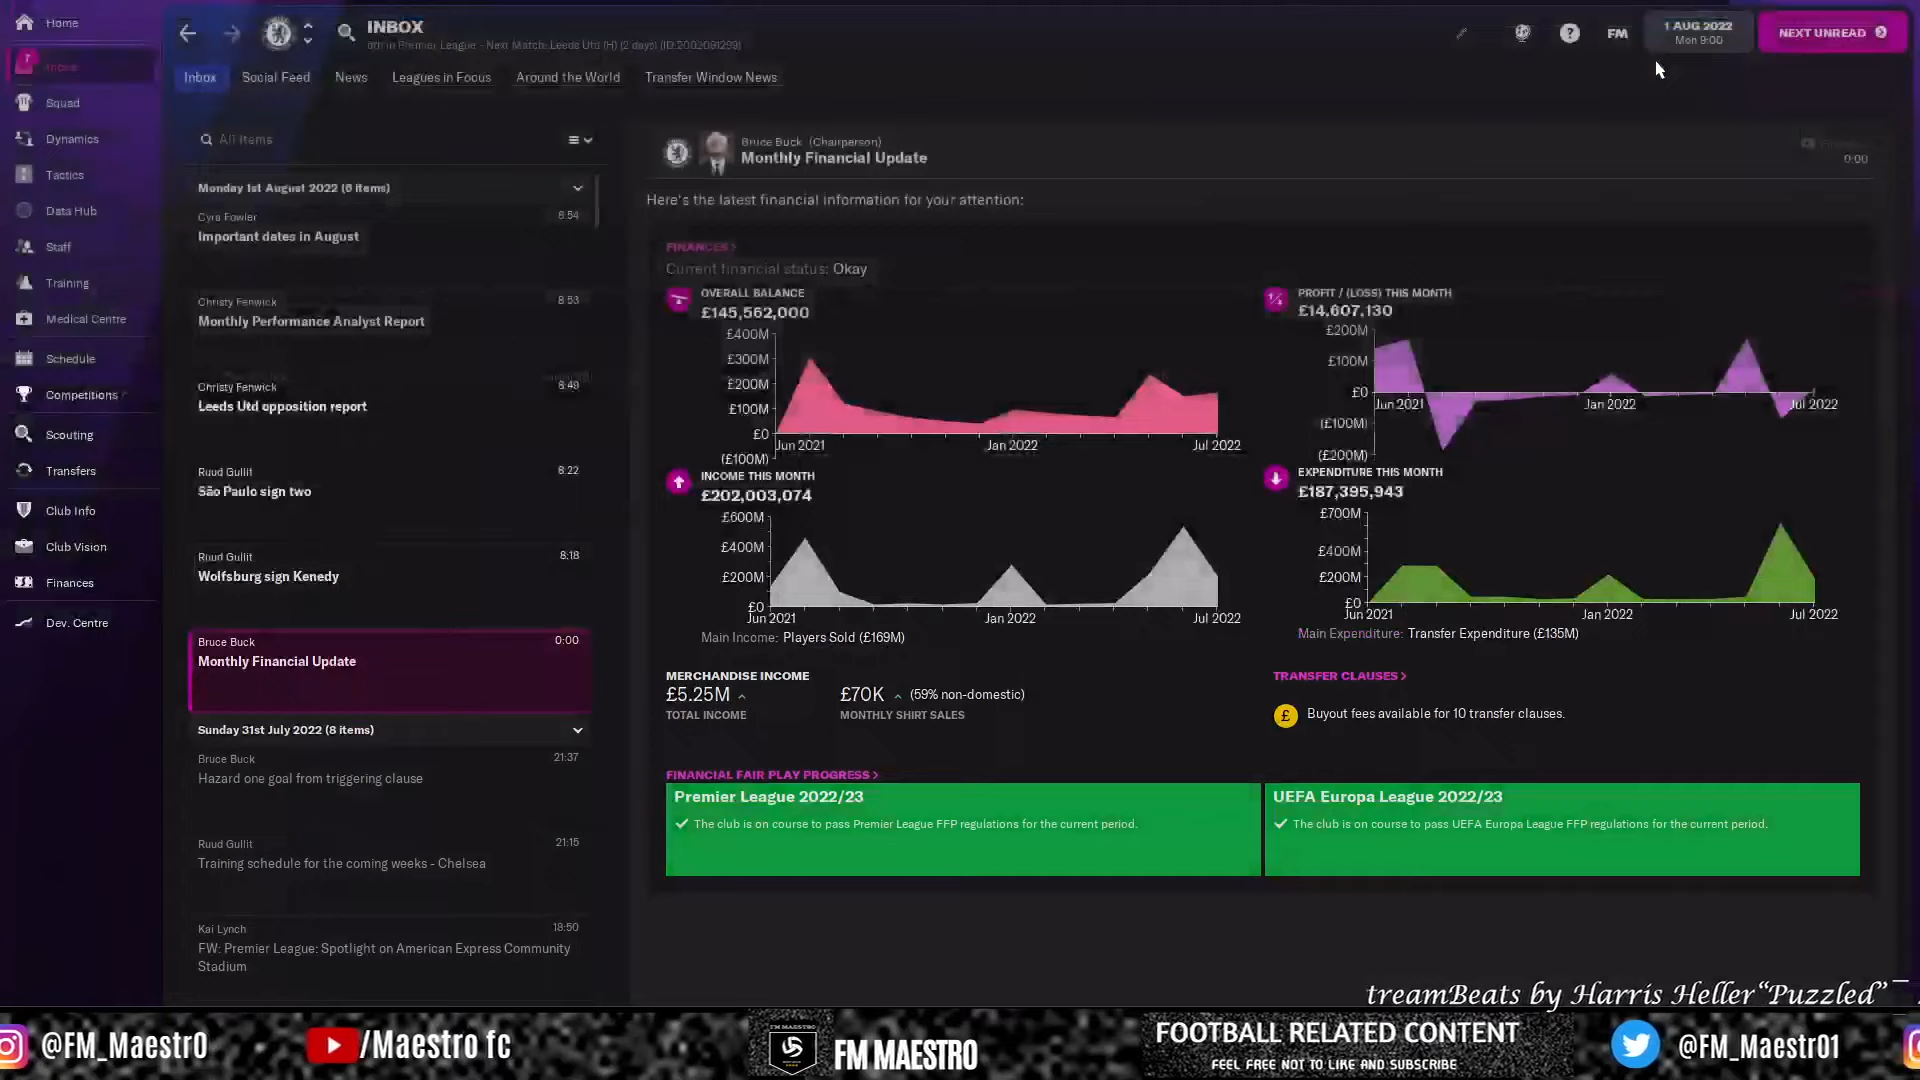 Home
INBOX
Next Match: Leeds Utd (H) (2 days)
FM
1 AUG 2022
Mon 9:00
NEXT UNREAD
Inbox
Social Feed
News
Leagues in Focus
Around the World
Transfer Window News
Squad
Dynamics
Tactics
Data Hub
Staff
Training
Medical Centre
Schedule
Competitions
Scouting
Transfers
Club Info
Club Vision
Finances
Dev. Centre
All Items
Monday 1st August 2022 (6 items)
Cyra Fowler
8:54
Important dates in August
Christy Fenwick
8:53
Monthly Performance Analyst Report
Christy Fenwick
8:49
Leeds Utd opposition report
Ruud Gullit
8:22
São Paulo sign two
Ruud Gullit
8:18
Wolfsburg sign Kenedy
Bruce Buck
0:00
Monthly Financial Update
Sunday 31st July 2022 (8 items)
Bruce Buck
21:37
Hazard one goal from triggering clause
Ruud Gullit
21:15
Training schedule for the coming weeks - Chelsea
Kai Lynch
18:50
FW: Premier League: Spotlight on American Express Community
Stadium
Bruce Buck (Chairperson)
Monthly Financial Update
0:00
Here's the latest financial information for your attention:
FINANCES >
Current financial status: Okay
OVERALL BALANCE
£145,562,000
£400M
£300M
£200M
£100M
£0
(£100M)
Jun 2021
Jan 2022
Jul 2022
PROFIT / (LOSS) THIS MONTH
£14,607,130
£200M
£100M
£0
(£100M)
(£200M)
Jun 2021
Jan 2022
Jul 2022
INCOME THIS MONTH
£202,003,074
£600M
£400M
£200M
£0
Jun 2021
Jan 2022
Jul 2022
Main Income: Players Sold (£169M)
EXPENDITURE THIS MONTH
£187,395,943
£700M
£400M
£200M
£0
Jun 2021
Jan 2022
Jul 2022
Main Expenditure: Transfer Expenditure (£135M)
MERCHANDISE INCOME
£5.25M
TOTAL INCOME
£70K (59% non-domestic)
MONTHLY SHIRT SALES
TRANSFER CLAUSES >
£ Buyout fees available for 10 transfer clauses.
FINANCIAL FAIR PLAY PROGRESS >
Premier League 2022/23
The club is on course to pass Premier League FFP regulations for the current period.
UEFA Europa League 2022/23
The club is on course to pass UEFA Europa League FFP regulations for the current period.
treamBeats by Harris Heller "Puzzled"
@FM_Maestr0
/Maestro fc
FM MAESTRO
FOOTBALL RELATED CONTENT
FEEL FREE NOT TO LIKE AND SUBSCRIBE
@FM_Maestr01